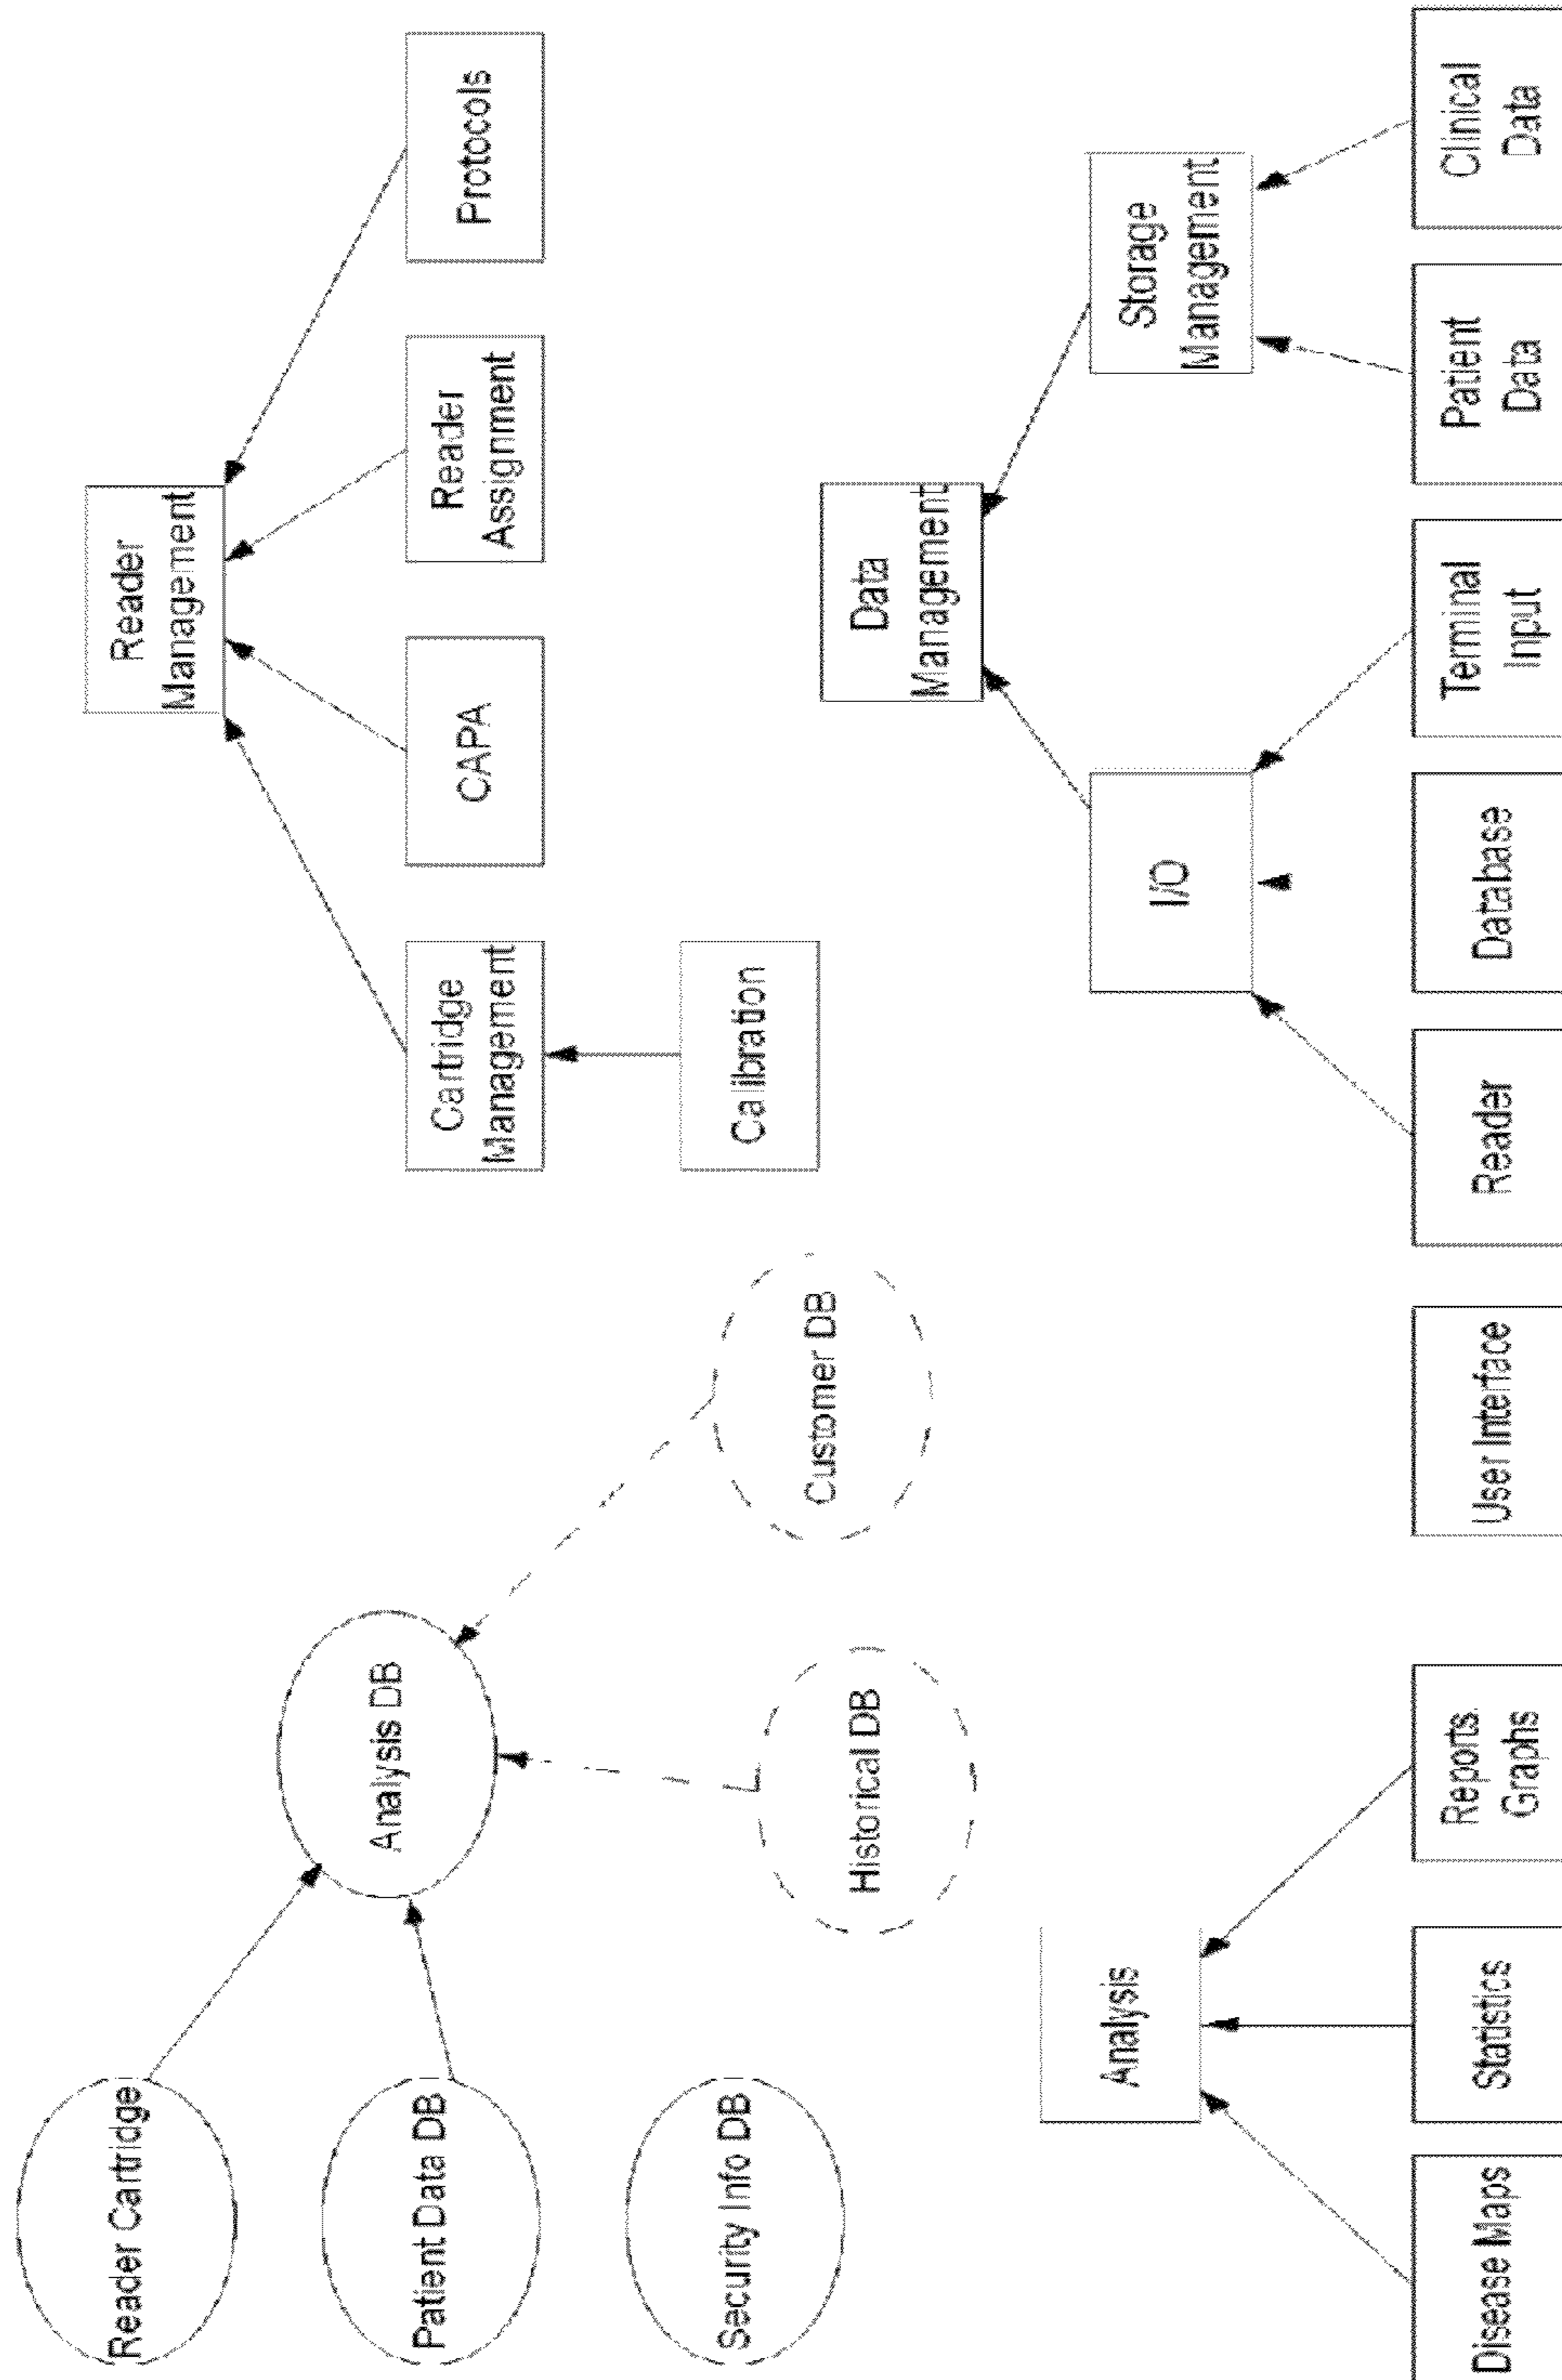 Reader Cartridge
Patient Data DB
Security Info DB
Analysis DB
Historical DB
Customer DB
Reader
Management
Cartridge
Management
CAPA
Reader
Assignment
Protocols
Calibration
Analysis
Disease Maps
Statistics
Reports
Graphs
User Interface
Data
Management
I/O
Storage
Management
Reader
Database
Terminal
Input
Patient
Data
Clinical
Data